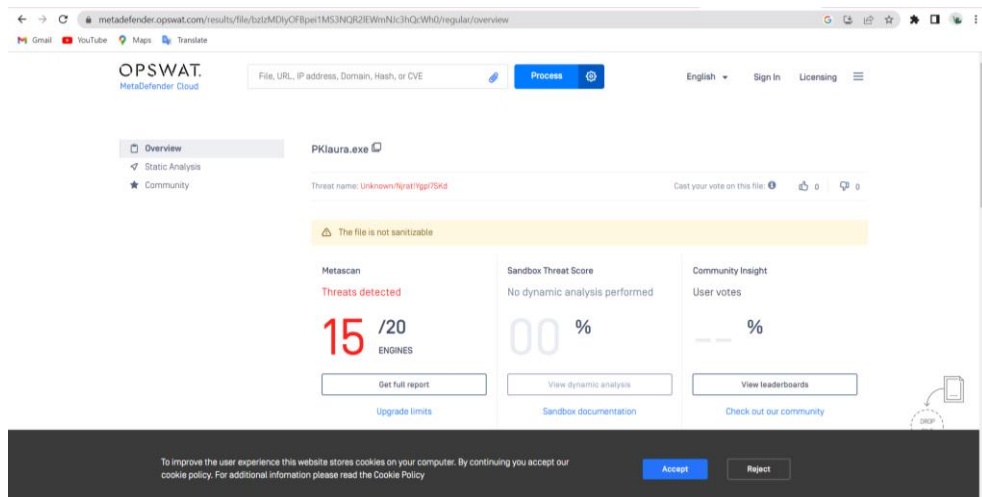 metadefender.opswat.com/results/file/bzIzMDIyOFBpei1MS3NQR2lEWmNJc3hQcWh0/regular/overview
Gmail YouTube Maps Translate
OPSWAT.
MetaDefender Cloud
File, URL, IP address, Domain, Hash, or CVE
Process
English Sign In Licensing
Overview
Static Analysis
Community
PKlaura.exe
Threat name: Unknown/Njrat!Ygpi7SKd
Cast your vote on this file: 0 0
The file is not sanitizable
Metascan
Threats detected
15 /20
ENGINES
Get full report
Upgrade limits
Sandbox Threat Score
No dynamic analysis performed
00 %
View dynamic analysis
Sandbox documentation
Community Insight
User votes
__ %
View leaderboards
Check out our community
DROP
To improve the user experience this website stores cookies on your computer. By continuing you accept our
cookie policy. For additional infomation please read the Cookie Policy
Accept
Reject